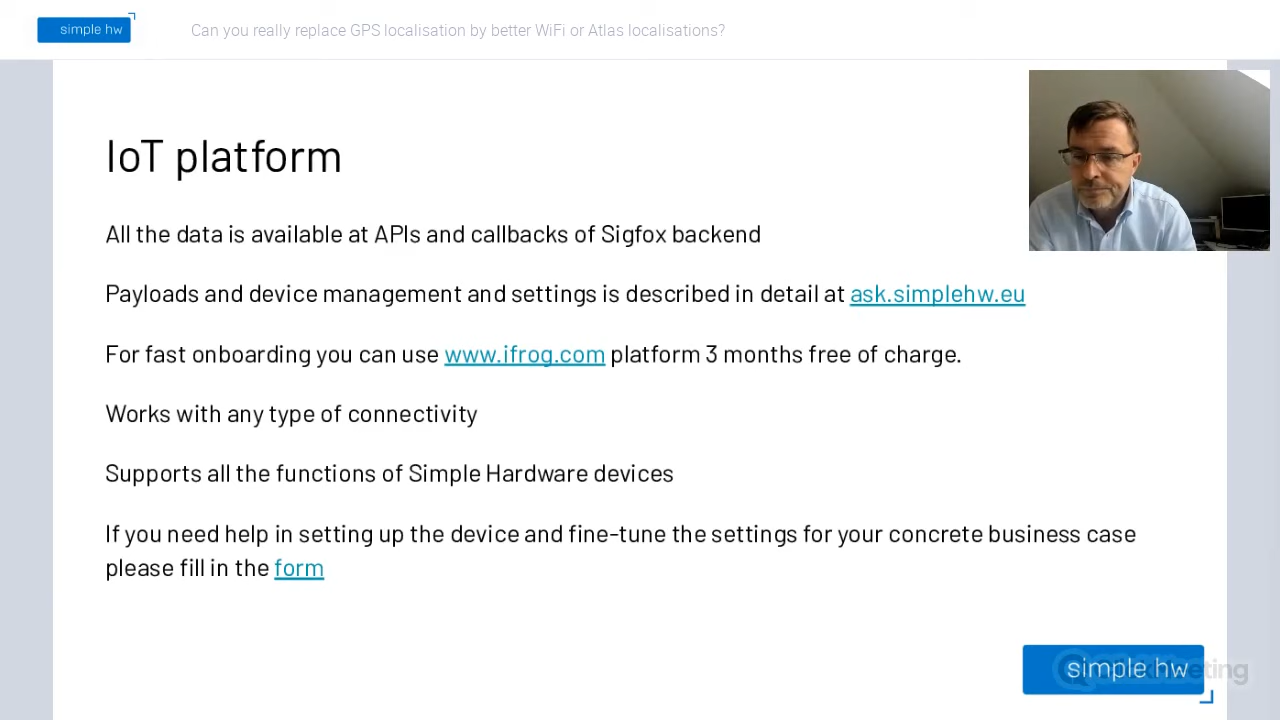 simple hw
Can you really replace GPS localisation by better WiFi or Atlas localisations?
IoT platform
All the data is available at APIs and callbacks of Sigfox backend
Payloads and device management and settings is described in detail at ask.simplehw.eu
For fast onboarding you can use www.ifrog.com platform 3 months free of charge.
Works with any type of connectivity
Supports all the functions of Simple Hardware devices
If you need help in setting up the device and fine-tune the settings for your concrete business case
please fill in the form
simple hw